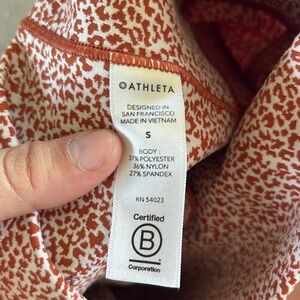 ATHLETA
DESIGNED IN
SAN FRANCISCO
MADE IN VIETNAM
S
BODY:
37% POLYESTER
36% NYLON
27% SPANDEX
RN 54023
Certified
B
Corporation